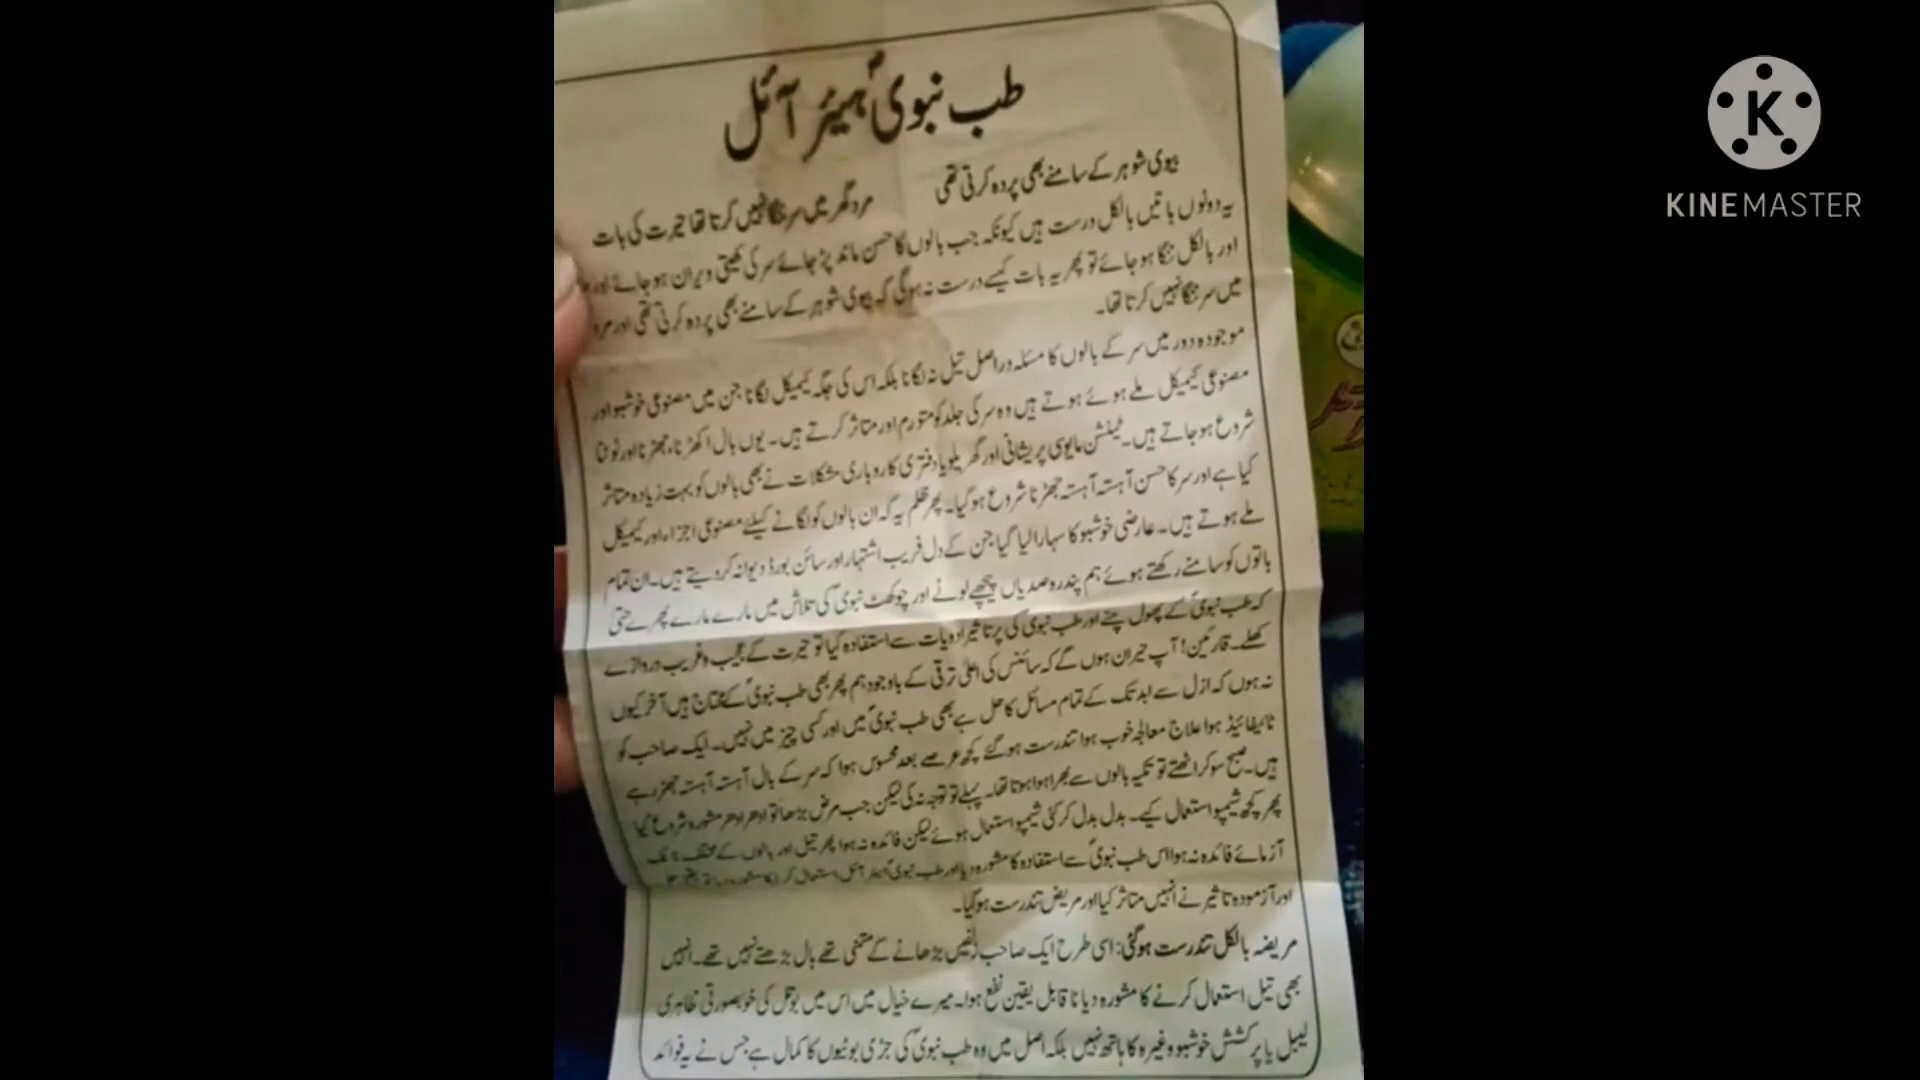 طب نبویؐ ہیئر آئل
بیوی شوہر کے سامنے بھی پردہ کرتی تھی
مرد گھر میں سر ننگا نہیں کرتا تھا حیرت کی بات
یہ دونوں باتیں بالکل درست ہیں کیونکہ جب بالوں کا حسن ماند پڑ جائے سر کی کھیتی ویران ہو جائے اور
اور بالکل ننگا ہو جائے تو پھر یہ بات کیسے درست نہ ہوگی کہ بیوی شوہر کے سامنے بھی پردہ کرتی تھی اور مرد
میں سر ننگا نہیں کرتا تھا۔
موجودہ دور میں سر کے بالوں کا مسئلہ دراصل تیل نہ لگانا بلکہ اس کی جگہ کیمیکل لگانا جن میں مصنوعی خوشبو اور
مصنوعی کیمیکل ملے ہوئے ہوتے ہیں وہ سر کی جلد کو متورم اور متاثر کرتے ہیں۔ یوں بال اکھڑنا، جھڑنا اور ٹوٹنا
شروع ہو جاتے ہیں۔ ٹینشن مایوسی پریشانی اور گھریلو یا دفتری کاروباری مشکلات نے بھی بالوں کو بہت زیادہ متاثر
کیا ہے اور سر کا حسن آہستہ آہستہ جھڑنا شروع ہو گیا۔ پھر ظلم یہ کہ ان بالوں کو لگانے کیلئے مصنوعی اجزاء اور کیمیکل
ملے ہوتے ہیں۔ عارضی خوشبو کا سہارا لیا گیا جن کے دل فریب اشتہار اور سائن بورڈ دیوانہ کر دیتے ہیں۔ ان تمام
باتوں کو سامنے رکھتے ہوئے ہم پندرہ صدیاں پیچھے لوٹے اور چوکھٹ نبویؐ کی تلاش میں مارے مارے پھرے حتیٰ
کہ طب نبویؐ کے پھول چنے اور طب نبویؐ کی پرتاثیر ادویات سے استفادہ کیا تو حیرت کے عجیب و غریب دروازے
کھلے۔ قارئین! آپ حیران ہوں گے کہ سائنس کی اعلیٰ ترقی کے باوجود ہم پھر بھی طب نبویؐ کے محتاج ہیں آخر کیوں
نہ ہوں کہ ازل سے ابد تک کے تمام مسائل کا حل ہے بھی طب نبویؐ میں اور کسی چیز میں نہیں۔ ایک صاحب کو
ٹائیفائیڈ ہوا علاج معالجہ خوب ہوا تندرست ہو گئے کچھ عرصے بعد محسوس ہوا کہ سر کے بال آہستہ آہستہ جھڑ رہے
ہیں۔ صبح سو کر اٹھتے تو تکیہ بالوں سے بھرا ہوا ہوتا تھا۔ پہلے تو توجہ نہ کی لیکن جب مرض بڑھا تو ادھر ادھر مشورہ شروع کیا
پھر کچھ شیمپو استعمال کیے۔ بدل بدل کر کئی شیمپو استعمال ہوئے لیکن فائدہ نہ ہوا پھر تیل اور بالوں کے مختلف ٹانک
آزمائے فائدہ نہ ہوا اس طب نبویؐ سے استفادہ کا مشورہ دیا اور طب نبویؐ ہیئر آئل استعمال کرنے کا مشورہ دیا
اور آزمودہ تاثیر نے انہیں متاثر کیا اور مریض تندرست ہو گیا۔
مریضہ بالکل تندرست ہو گئی: اسی طرح ایک صاحب زلفیں بڑھانے کے متمنی تھے بال بڑھتے نہیں تھے۔ انہیں
بھی تیل استعمال کرنے کا مشورہ دیا ناقابل یقین نفع ہوا۔ میرے خیال میں اس میں بوتل کی خوبصورتی ظاہری
لیبل یا پرکشش خوشبو وغیرہ کا ہاتھ نہیں بلکہ اصل میں وہ طب نبویؐ کی جڑی بوٹیوں کا کمال ہے جس نے یہ فوائد
K
KINEMASTER